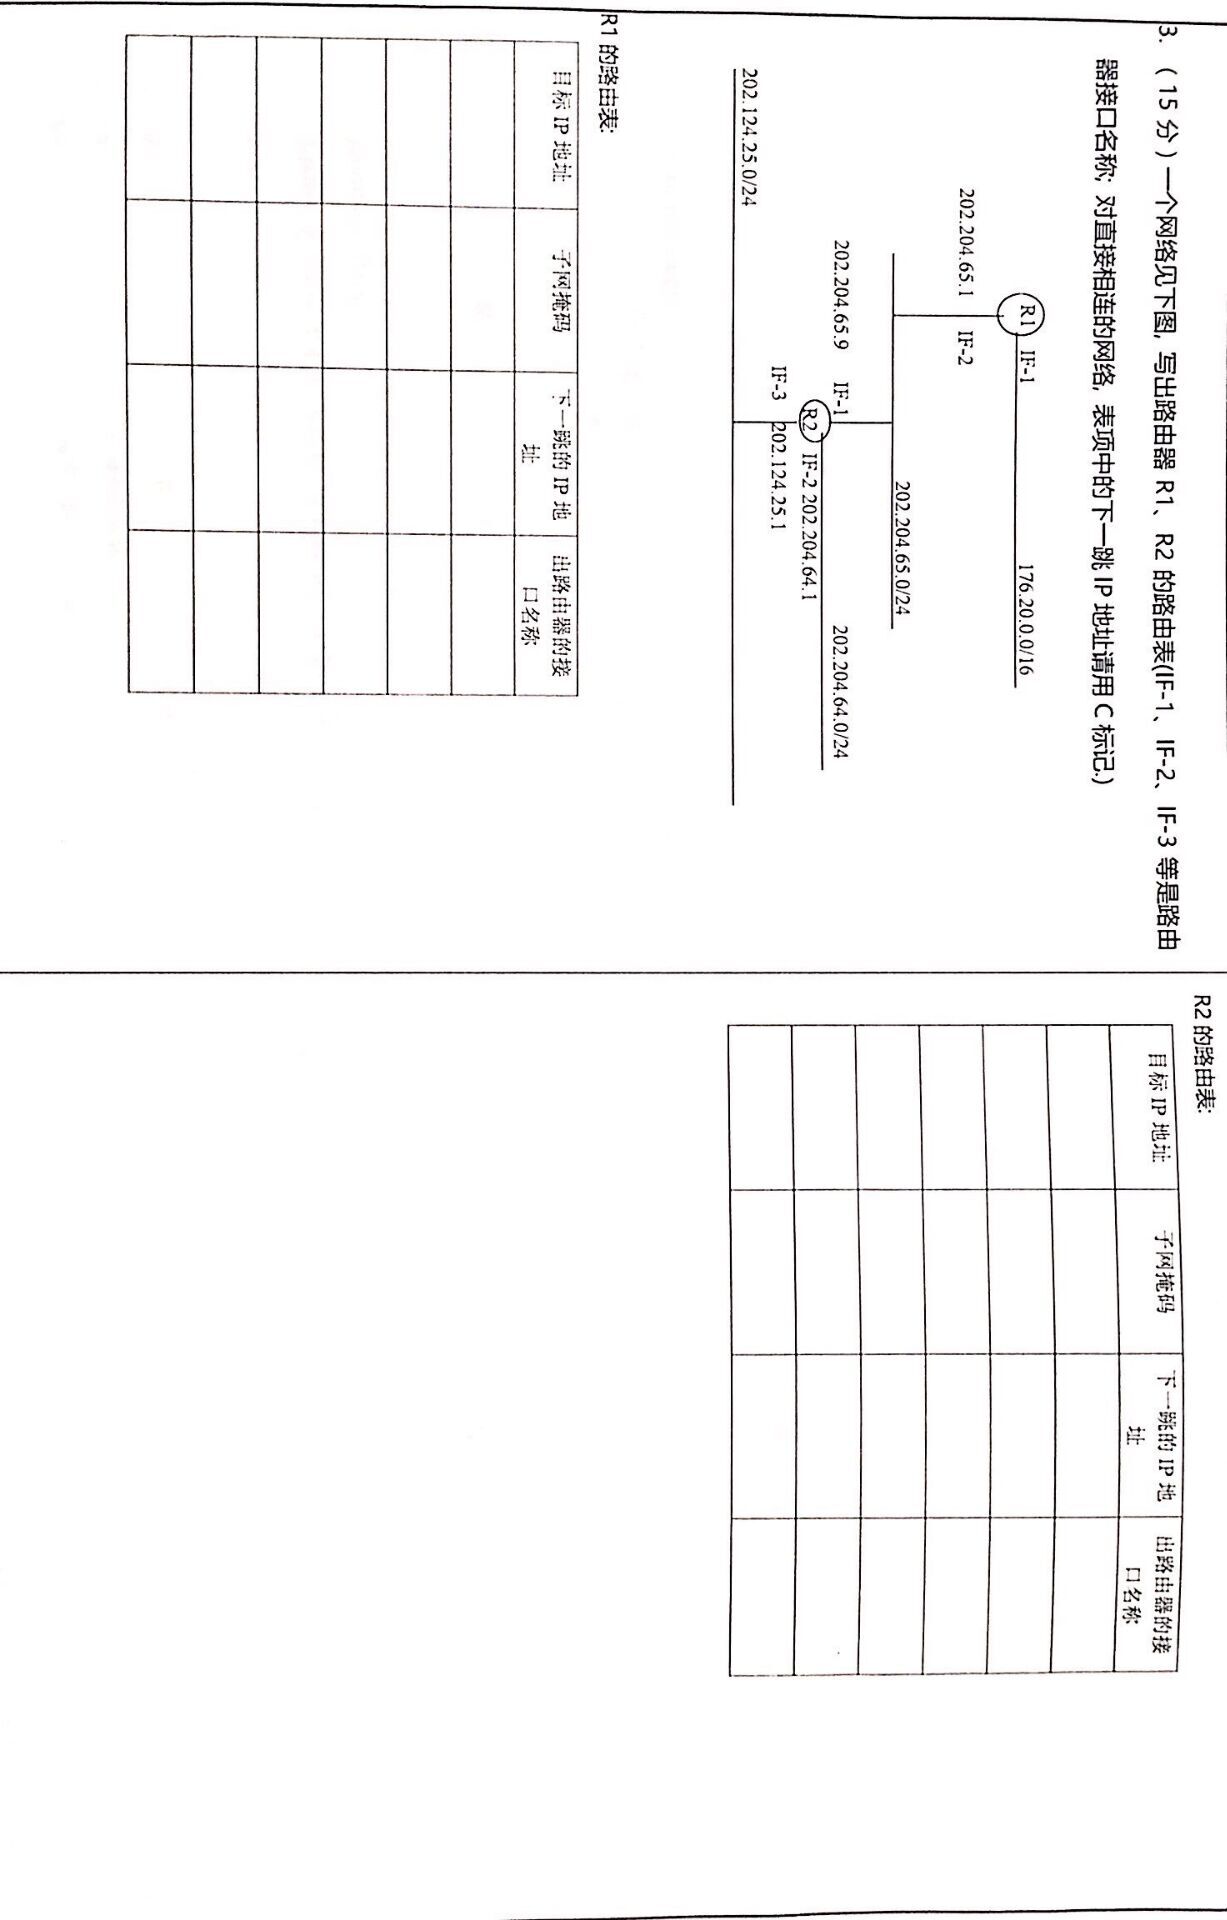 3. （15 分）一个网络见下图, 写出路由器 R1、R2 的路由表(IF-1、IF-2、IF-3 等是路由
器接口名称; 对直接相连的网络, 表项中的下一跳 IP 地址请用 C 标记.)
R1 IF-1 176.20.0.0/16
202.204.65.1 IF-2
202.204.65.0/24
202.204.65.9 IF-1 202.204.64.0/24
R2 IF-2 202.204.64.1
IF-3 202.124.25.1
202.124.25.0/24
R1 的路由表:
目标 IP 地址 子网掩码 下一跳的 IP 地 出路由器的接
址 口名称
R2 的路由表:
目标 IP 地址 子网掩码 下一跳的 IP 地 出路由器的接
址 口名称